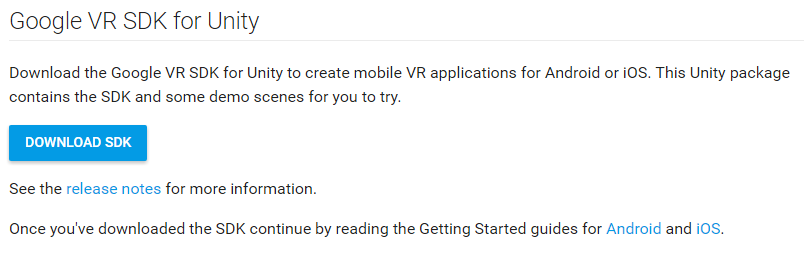 Google VR SDK for Unity
Download the Google VR SDK for Unity to create mobile VR applications for Android or iOS. This Unity package
contains the SDK and some demo scenes for you to try.
DOWNLOAD SDK
See the release notes for more information.
Once you've downloaded the SDK continue by reading the Getting Started guides for Android and iOS.